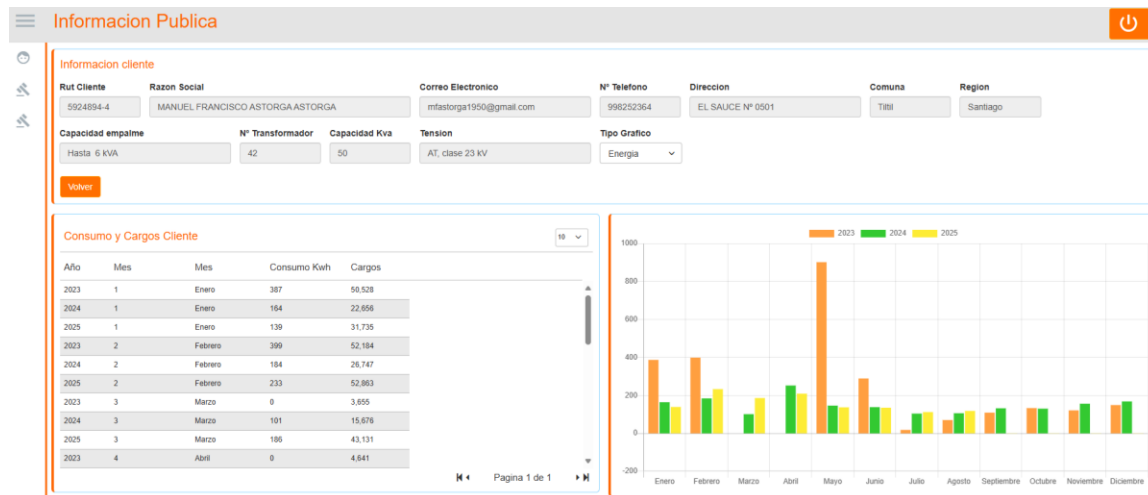 Informacion Publica
Informacion cliente
Rut Cliente Razon Social Correo Electronico Nº Telefono Direccion Comuna Region
5924894-4 MANUEL FRANCISCO ASTORGA ASTORGA mfastorga1950@gmail.com 998252364 EL SAUCE Nº 0501 Tiltil Santiago
Capacidad empalme Nº Transformador Capacidad Kva Tension Tipo Grafico
Hasta 6 kVA 42 50 AT, clase 23 kV Energia
Volver
Consumo y Cargos Cliente 10
Año Mes Mes Consumo Kwh Cargos
2023 1 Enero 387 50,528
2024 1 Enero 164 22,656
2025 1 Enero 139 31,735
2023 2 Febrero 399 52,184
2024 2 Febrero 184 26,747
2025 2 Febrero 233 52,863
2023 3 Marzo 0 3,655
2024 3 Marzo 101 15,676
2025 3 Marzo 186 43,131
2023 4 Abril 0 4,641
Pagina 1 de 1
2023 2024 2025
1000
800
600
400
200
0
-200
Enero Febrero Marzo Abril Mayo Junio Julio Agosto Septiembre Octubre Noviembre Diciembre